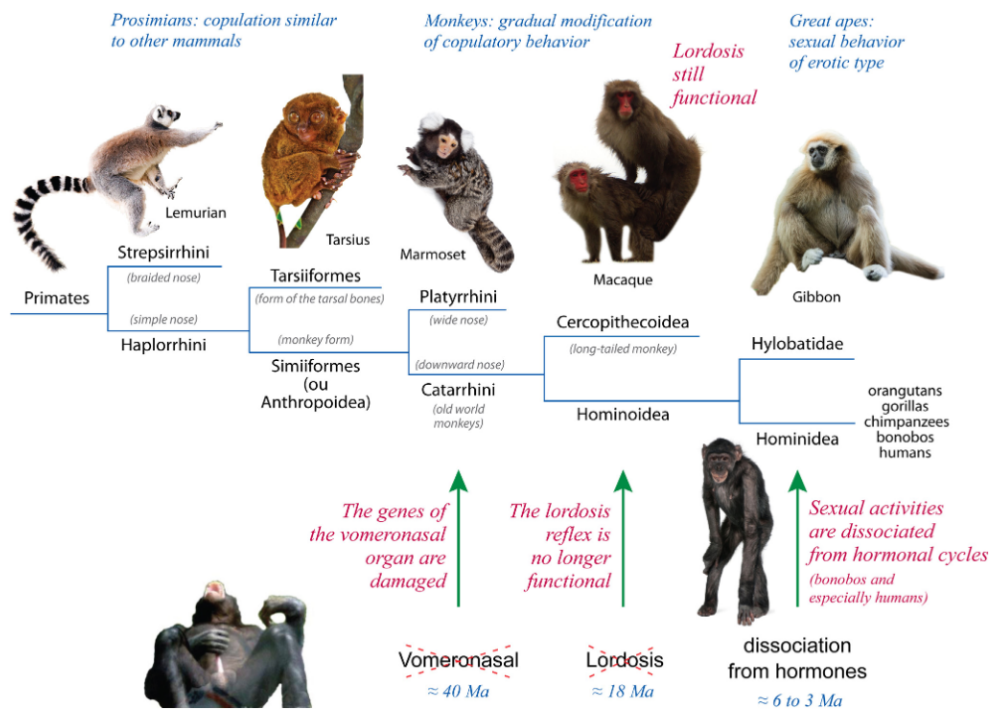 Prosimians: copulation similar
to other mammals
Monkeys: gradual modification
of copulatory behavior
Great apes:
sexual behavior
of erotic type
Lordosis
still
functional
Lemurian
Tarsius
Marmoset
Macaque
Gibbon
Primates
Strepsirrhini
(braided nose)
(simple nose)
Haplorrhini
Tarsiiformes
(form of the tarsal bones)
(monkey form)
Simiiformes
(ou
Anthropoidea)
Platyrrhini
(wide nose)
(downward nose)
Catarrhini
(old world
monkeys)
Cercopithecoidea
(long-tailed monkey)
Hominoidea
Hylobatidae
Hominidea
orangutans
gorillas
chimpanzees
bonobos
humans
The genes of
the vomeronasal
organ are
damaged
The lordosis
reflex is
no longer
functional
Sexual activities
are dissociated
from hormonal cycles
(bonobos and
especially humans)
Vomeronasal
≈ 40 Ma
Lordosis
≈ 18 Ma
dissociation
from hormones
≈ 6 to 3 Ma